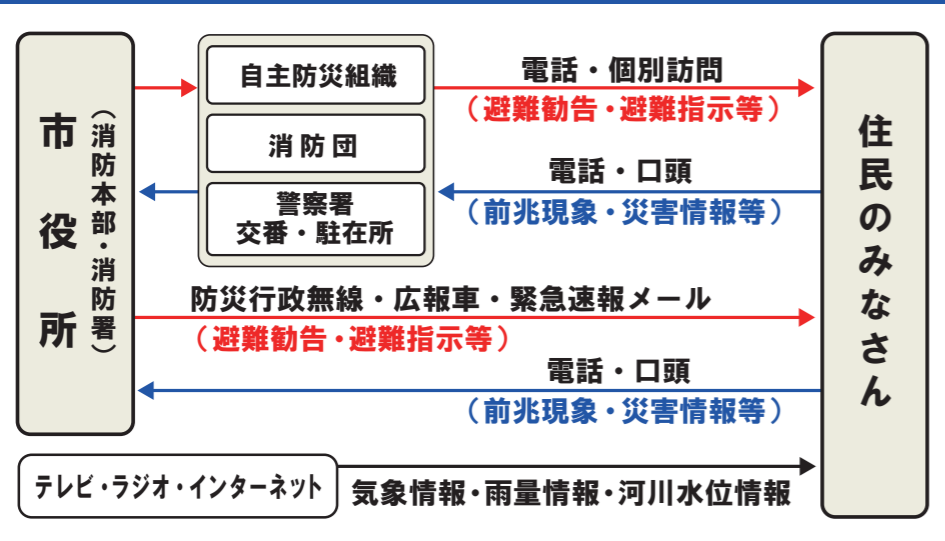 市役所
（消防本部・消防署）
自主防災組織
消防団
警察署
交番・駐在所
電話・個別訪問
（避難勧告・避難指示等）
電話・口頭
（前兆現象・災害情報等）
防災行政無線・広報車・緊急速報メール
（避難勧告・避難指示等）
電話・口頭
（前兆現象・災害情報等）
住民のみなさん
テレビ・ラジオ・インターネット
気象情報・雨量情報・河川水位情報